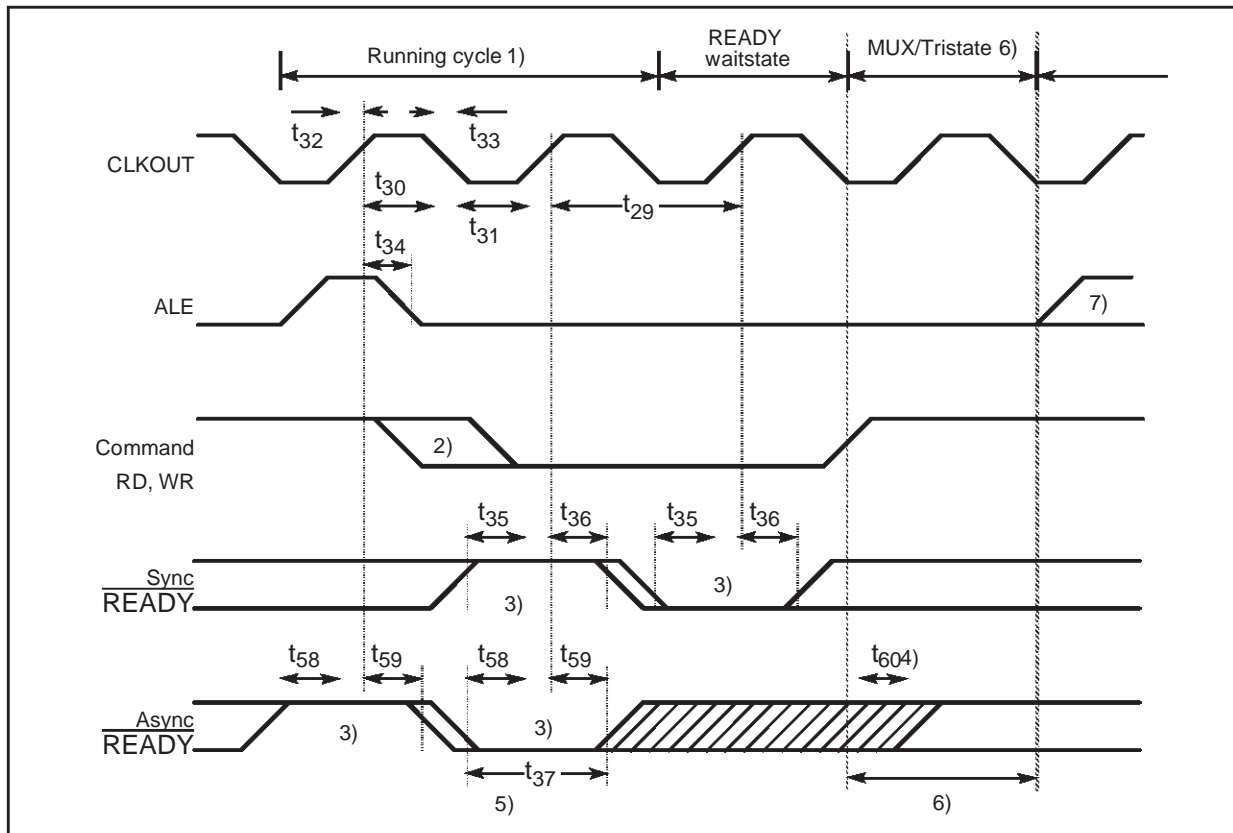 READY
Running cycle 1)
waitstate
MUX/Tristate 6)
t32
t33
CLKOUT
t30
t31
t29
t34
ALE
7)
Command
2)
RD, WR
t35
t36
t35
t36
Sync
READY
3)
3)
t58
t59
t58
t59
t604)
Async
READY
3)
3)
t37
5)
6)